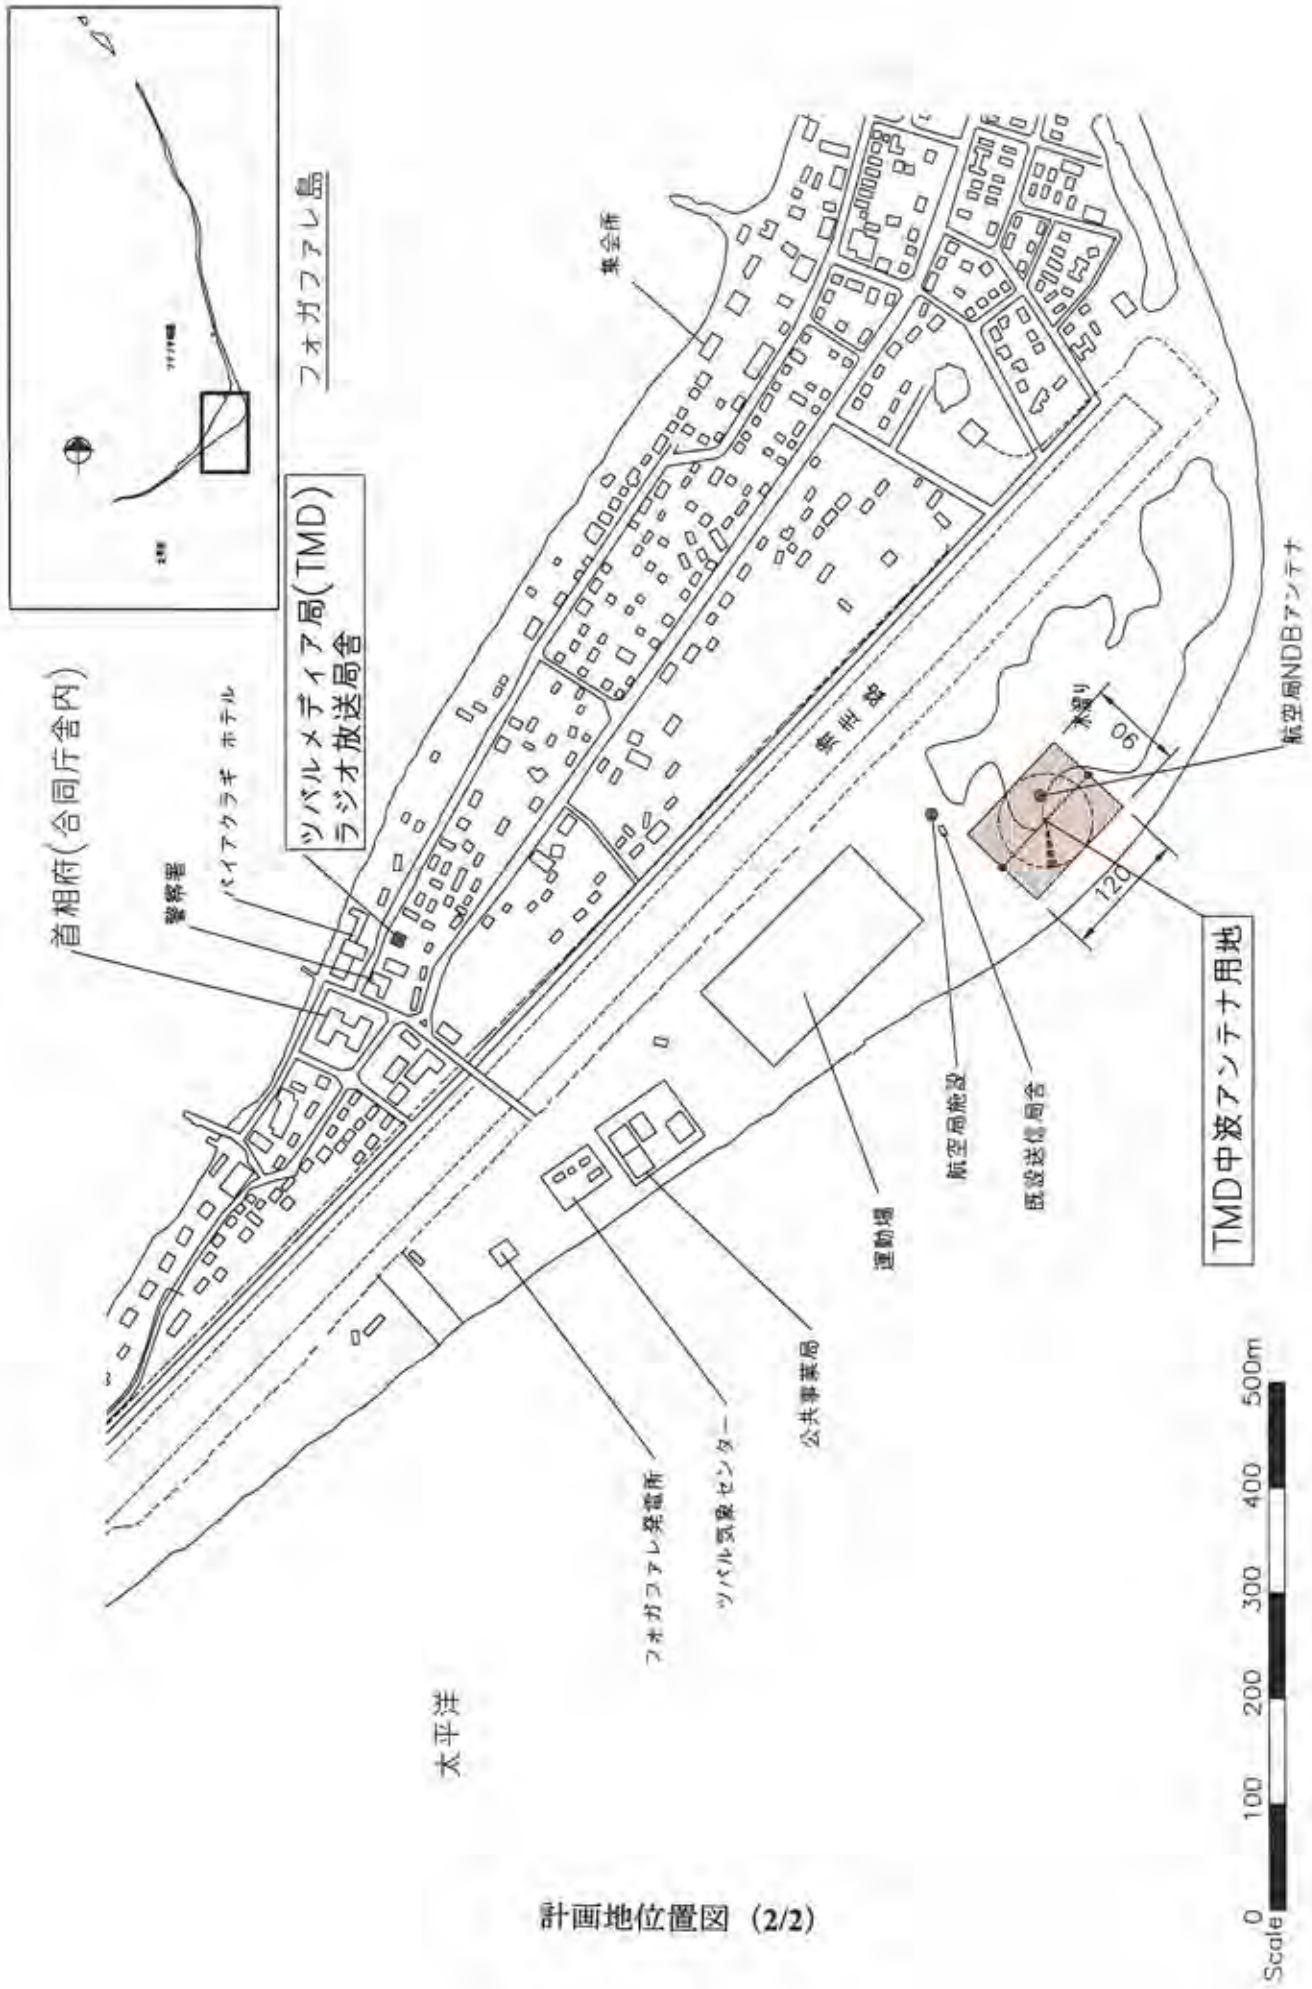 フォガファレ島
首相府(合同庁舎内)
警察署
バイアクラギ ホテル
ツバルメディア局(TMD)
ラジオ放送局舎
集会所
滑走路
水溜り
90
120
航空局NDBアンテナ
TMD中波アンテナ用地
航空局施設
既設送信局舎
運動場
公共事業局
ツバル気象センター
フォガファレ発電所
太平洋
計画地位置図 (2/2)
Scale
0 100 200 300 400 500m